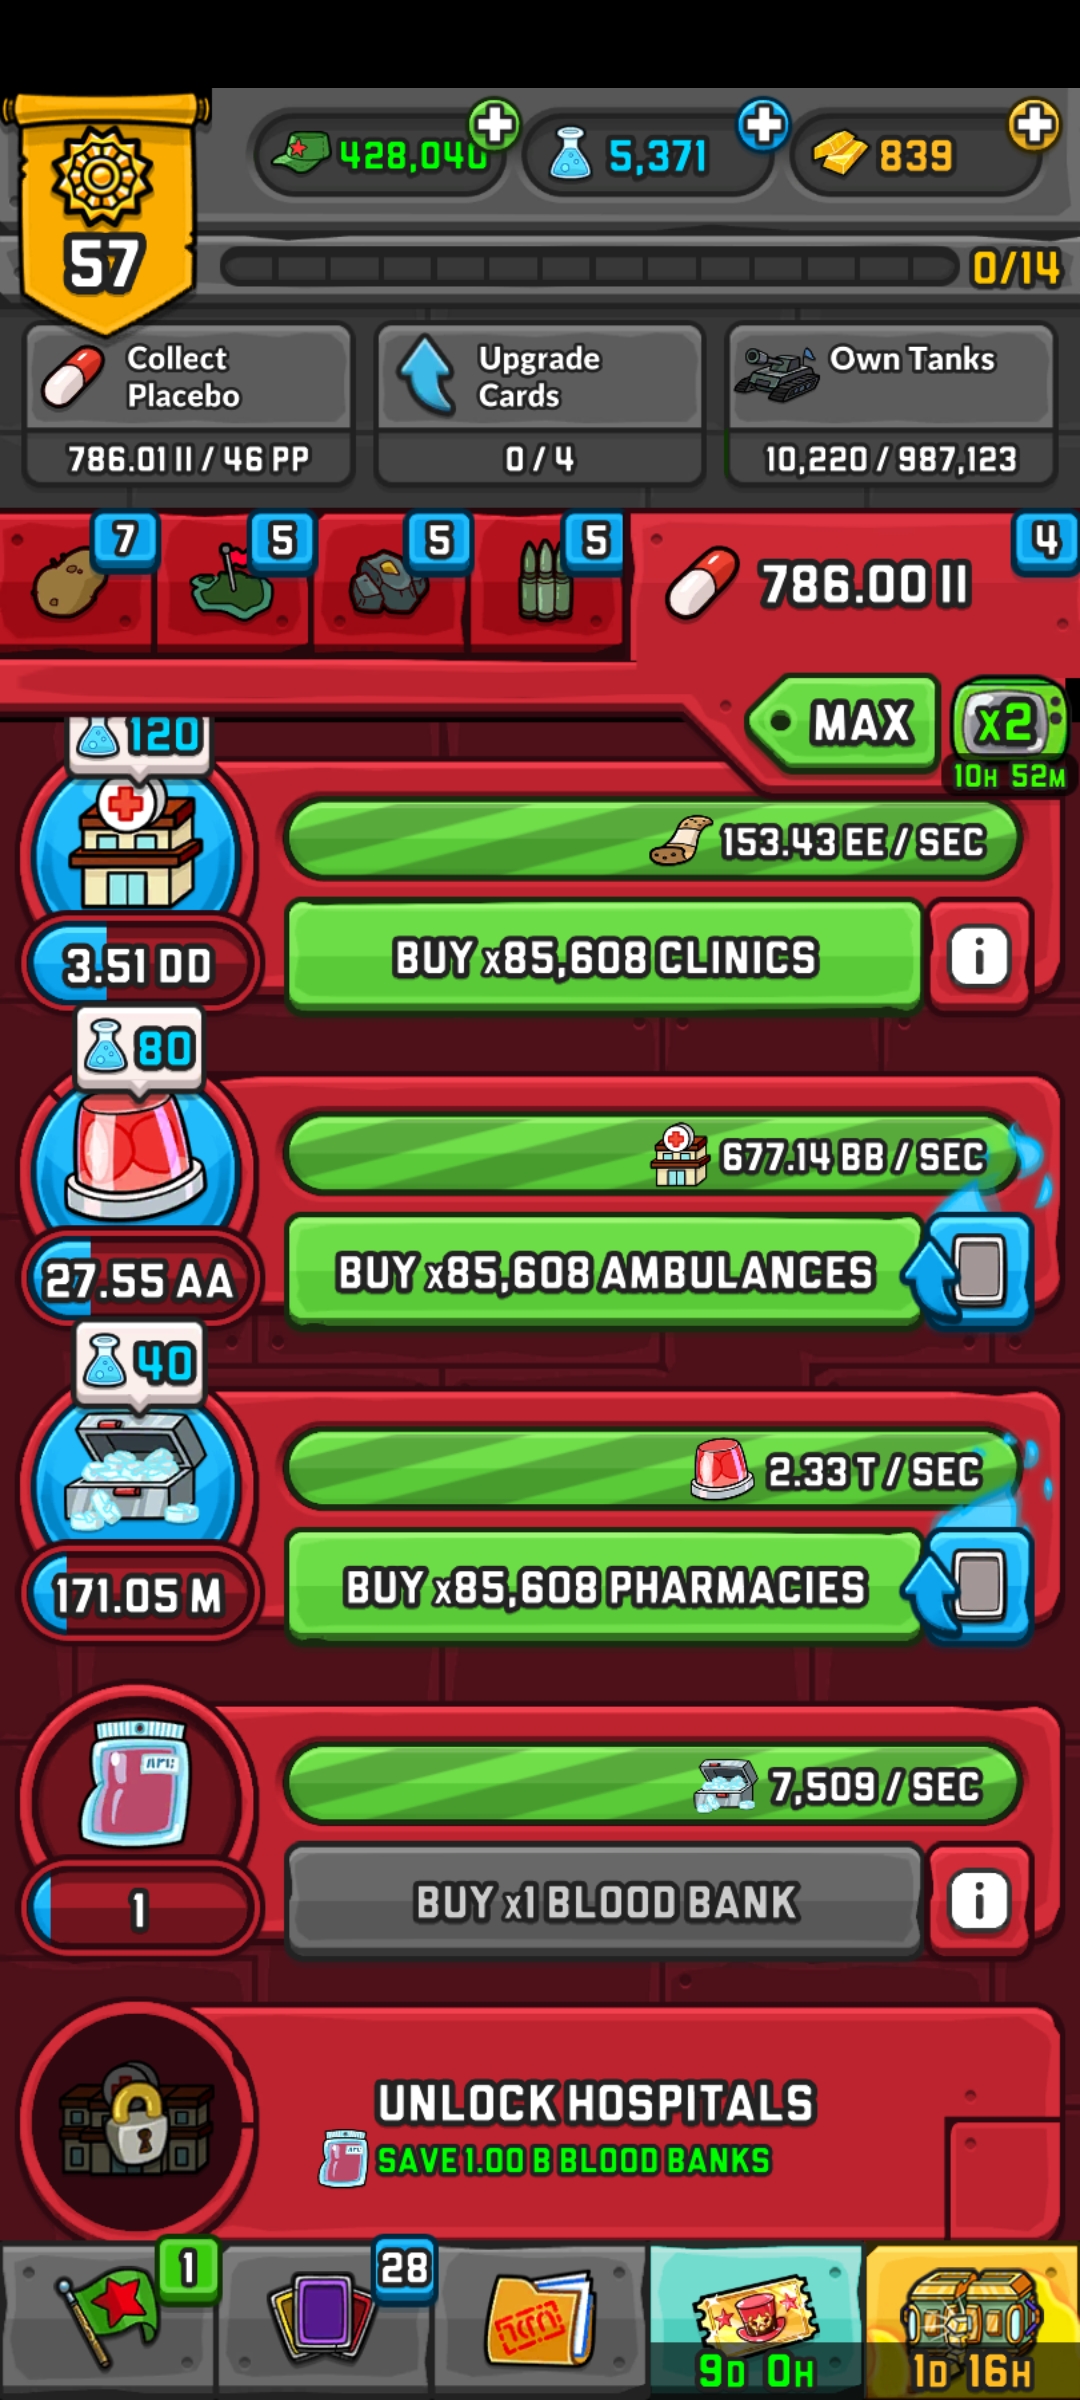 428,040
5,371
839
57
0/14
Collect
Placebo
Upgrade
Cards
Own Tanks
786.01 II / 46 PP
0 / 4
10,220 / 987,123
7
5
5
5
4
786.00 II
MAX
x2
10H 52M
120
153.43 EE / SEC
3.51 DD
BUY x85,608 CLINICS
i
80
677.14 BB / SEC
27.55 AA
BUY x85,608 AMBULANCES
40
2.33 T / SEC
171.05 M
BUY x85,608 PHARMACIES
7,509 / SEC
1
BUY x1 BLOOD BANK
i
UNLOCK HOSPITALS
SAVE 1.00 B BLOOD BANKS
1
28
9D 0H
1D 16H